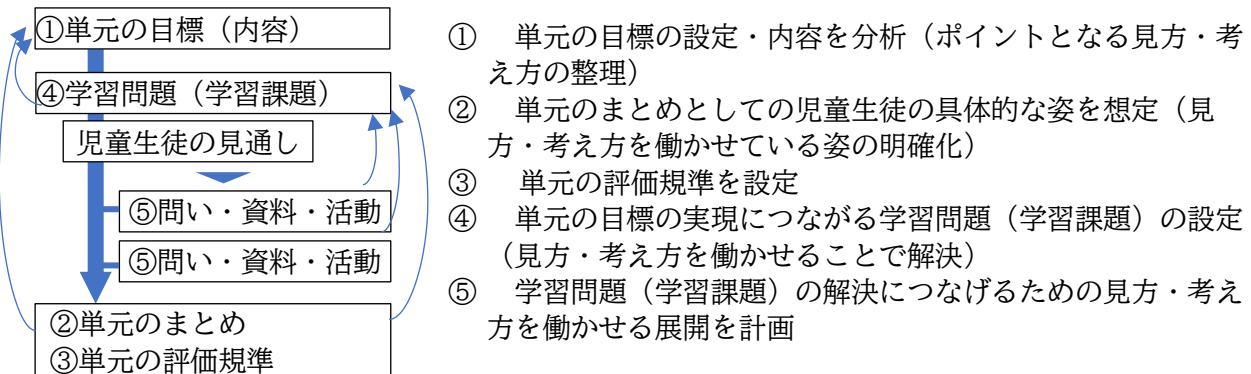 ①単元の目標（内容）
④学習問題（学習課題）
児童生徒の見通し
⑤問い・資料・活動
⑤問い・資料・活動
②単元のまとめ
③単元の評価規準
① 単元の目標の設定・内容を分析（ポイントとなる見方・考
え方の整理）
② 単元のまとめとしての児童生徒の具体的な姿を想定（見
方・考え方を働かせている姿の明確化）
③ 単元の評価規準を設定
④ 単元の目標の実現につながる学習問題（学習課題）の設定
（見方・考え方を働かせることで解決）
⑤ 学習問題（学習課題）の解決につなげるための見方・考え
方を働かせる展開を計画